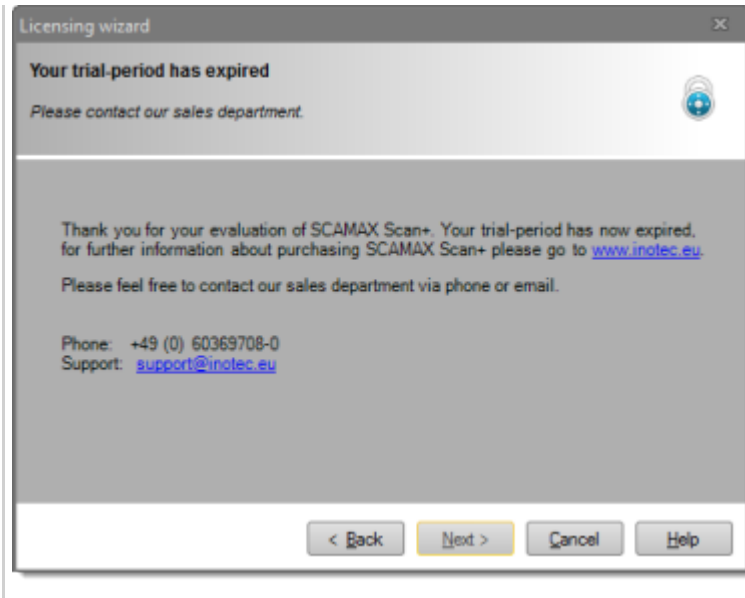 Licensing wizard
Your trial-period has expired
Please contact our sales department.
Thank you for your evaluation of SCAMAX Scan+. Your trial-period has now expired,
for further information about purchasing SCAMAX Scan+ please go to www.inotec.eu.
Please feel free to contact our sales department via phone or email.
Phone: +49 (0) 60369708-0
Support: support@inotec.eu
< Back Next > Cancel Help